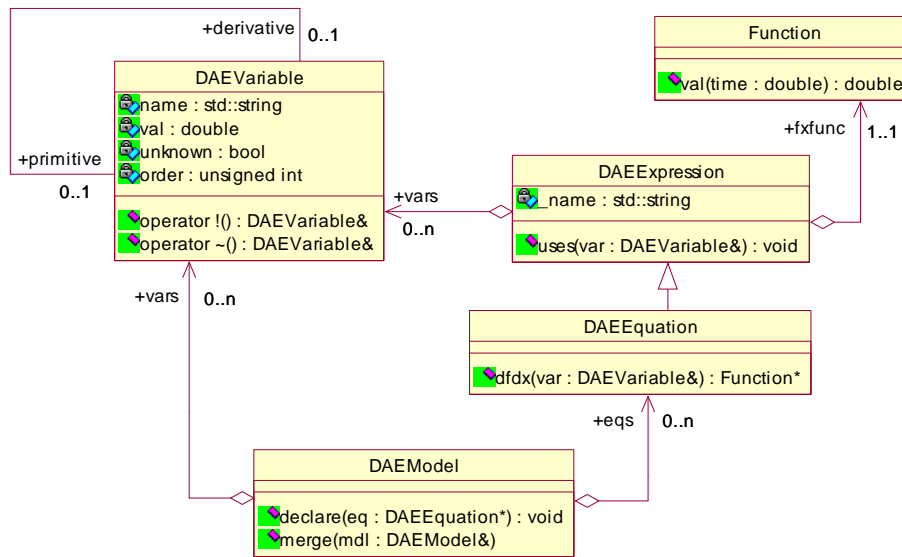 +derivative
0..1
DAEVariable
name : std::string
val : double
unknown : bool
order : unsigned int
operator !() : DAEVariable&
operator ~() : DAEVariable&
+primitive
0..1
Function
val(time : double) : double
+fxfunc
1..1
DAEExpression
_name : std::string
uses(var : DAEVariable&) : void
+vars
0..n
+vars
0..n
DAEEquation
dfdx(var : DAEVariable&) : Function*
+eqs
0..n
DAEModel
declare(eq : DAEEquation*) : void
merge(mdl : DAEModel&)